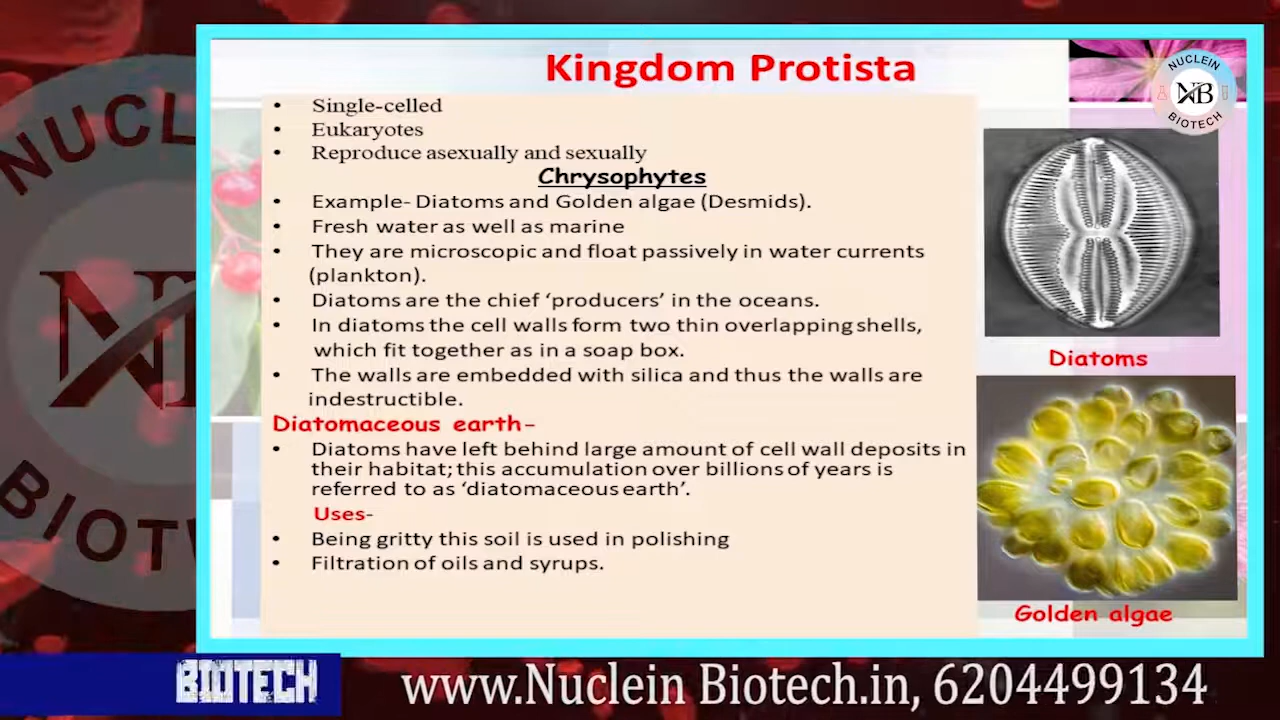 Kingdom Protista
NUCLEIN
NB
BIOTECH
• Single-celled
• Eukaryotes
• Reproduce asexually and sexually
Chrysophytes
• Example- Diatoms and Golden algae (Desmids).
• Fresh water as well as marine
• They are microscopic and float passively in water currents
(plankton).
• Diatoms are the chief ‘producers’ in the oceans.
• In diatoms the cell walls form two thin overlapping shells,
which fit together as in a soap box.
• The walls are embedded with silica and thus the walls are
indestructible.
Diatomaceous earth-
• Diatoms have left behind large amount of cell wall deposits in
their habitat; this accumulation over billions of years is
referred to as ‘diatomaceous earth’.
Uses-
• Being gritty this soil is used in polishing
• Filtration of oils and syrups.
Diatoms
Golden algae
NUCL
N
BIOTE
BIOTECH
www.Nuclein Biotech.in, 6204499134